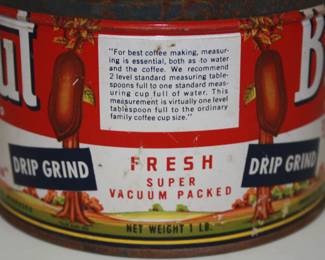 "For best coffee making, measur-
ing is essential, both as to water
and the coffee. We recommend
2 level standard measuring table-
spoons full to one standard meas-
uring cup full of water. This
measurement is virtually one level
tablespoon full to the ordinary
family coffee cup size."
DRIP GRIND
FRESH
SUPER
VACUUM PACKED
DRIP GRIND
NET WEIGHT 1 LB.